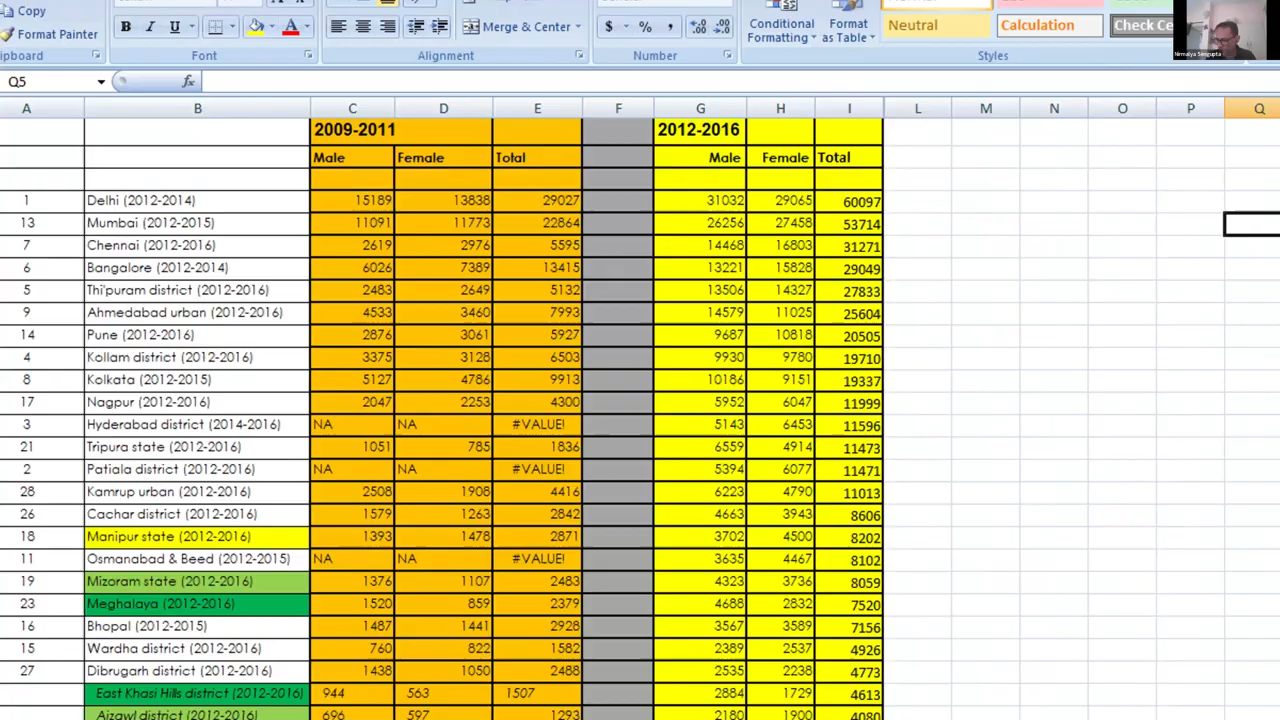 Copy
Format Painter
B I U A
Merge & Center
$ % ,
Conditional Formatting
Format as Table
Neutral
Calculation
Check Ce
Nirmalya Sengupta
Font Alignment Number Styles
Q5 fx
A B C D E F G H I L M N O P Q
2009-2011 2012-2016
Male Female Total Male Female Total
1 Delhi (2012-2014) 15189 13838 29027 31032 29065 60097
13 Mumbai (2012-2015) 11091 11773 22864 26256 27458 53714
7 Chennai (2012-2016) 2619 2976 5595 14468 16803 31271
6 Bangalore (2012-2014) 6026 7389 13415 13221 15828 29049
5 Thi'puram district (2012-2016) 2483 2649 5132 13506 14327 27833
9 Ahmedabad urban (2012-2016) 4533 3460 7993 14579 11025 25604
14 Pune (2012-2016) 2876 3061 5927 9687 10818 20505
4 Kollam district (2012-2016) 3375 3128 6503 9930 9780 19710
8 Kolkata (2012-2015) 5127 4786 9913 10186 9151 19337
17 Nagpur (2012-2016) 2047 2253 4300 5952 6047 11999
3 Hyderabad district (2014-2016) NA NA #VALUE! 5143 6453 11596
21 Tripura state (2012-2016) 1051 785 1836 6559 4914 11473
2 Patiala district (2012-2016) NA NA #VALUE! 5394 6077 11471
28 Kamrup urban (2012-2016) 2508 1908 4416 6223 4790 11013
26 Cachar district (2012-2016) 1579 1263 2842 4663 3943 8606
18 Manipur state (2012-2016) 1393 1478 2871 3702 4500 8202
11 Osmanabad & Beed (2012-2015) NA NA #VALUE! 3635 4467 8102
19 Mizoram state (2012-2016) 1376 1107 2483 4323 3736 8059
23 Meghalaya (2012-2016) 1520 859 2379 4688 2832 7520
16 Bhopal (2012-2015) 1487 1441 2928 3567 3589 7156
15 Wardha district (2012-2016) 760 822 1582 2389 2537 4926
27 Dibrugarh district (2012-2016) 1438 1050 2488 2535 2238 4773
East Khasi Hills district (2012-2016) 944 563 1507 2884 1729 4613
Aizawl district (2012-2016) 696 597 1293 2180 1900 4080